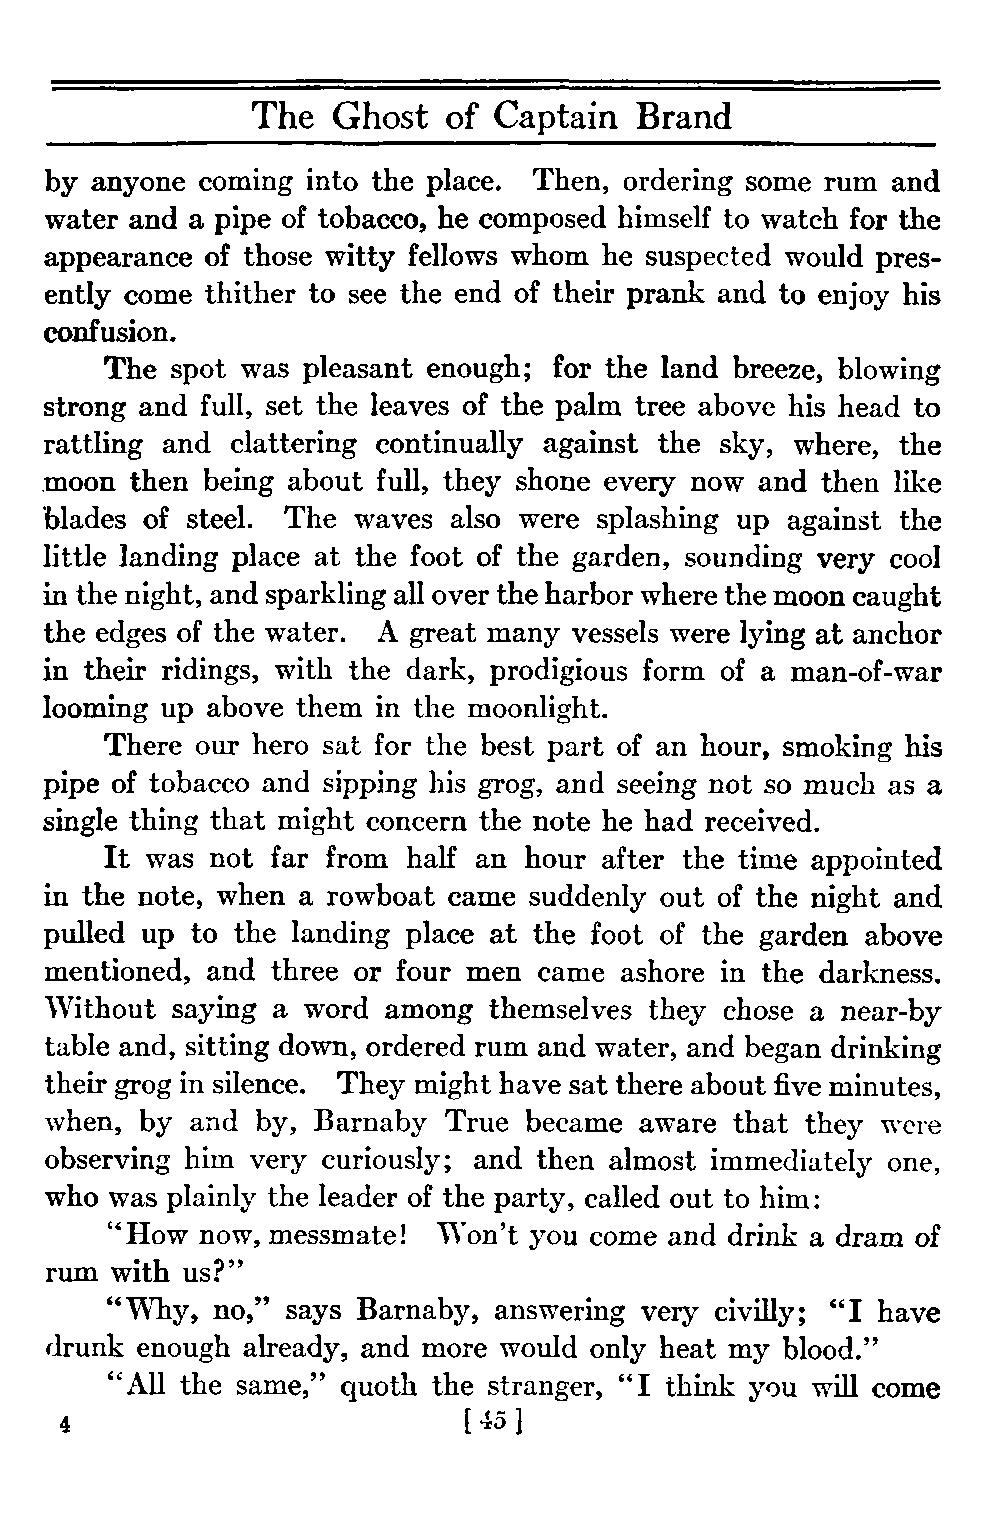 The Ghost of Captain Brand
by anyone coming into the place. Then, ordering some rum and
water and a pipe of tobacco, he composed himself to watch for the
appearance of those witty fellows whom he suspected would pres-
ently come thither to see the end of their prank and to enjoy his
confusion.
The spot was pleasant enough; for the land breeze, blowing
strong and full, set the leaves of the palm tree above his head to
rattling and clattering continually against the sky, where, the
moon then being about full, they shone every now and then like
blades of steel. The waves also were splashing up against the
little landing place at the foot of the garden, sounding very cool
in the night, and sparkling all over the harbor where the moon caught
the edges of the water. A great many vessels were lying at anchor
in their ridings, with the dark, prodigious form of a man-of-war
looming up above them in the moonlight.
There our hero sat for the best part of an hour, smoking his
pipe of tobacco and sipping his grog, and seeing not so much as a
single thing that might concern the note he had received.
It was not far from half an hour after the time appointed
in the note, when a rowboat came suddenly out of the night and
pulled up to the landing place at the foot of the garden above
mentioned, and three or four men came ashore in the darkness.
Without saying a word among themselves they chose a near-by
table and, sitting down, ordered rum and water, and began drinking
their grog in silence. They might have sat there about five minutes,
when, by and by, Barnaby True became aware that they were
observing him very curiously; and then almost immediately one,
who was plainly the leader of the party, called out to him:
"How now, messmate! Won't you come and drink a dram of
rum with us?"
"Why, no," says Barnaby, answering very civilly; "I have
drunk enough already, and more would only heat my blood."
"All the same," quoth the stranger, "I think you will come
4 [45]